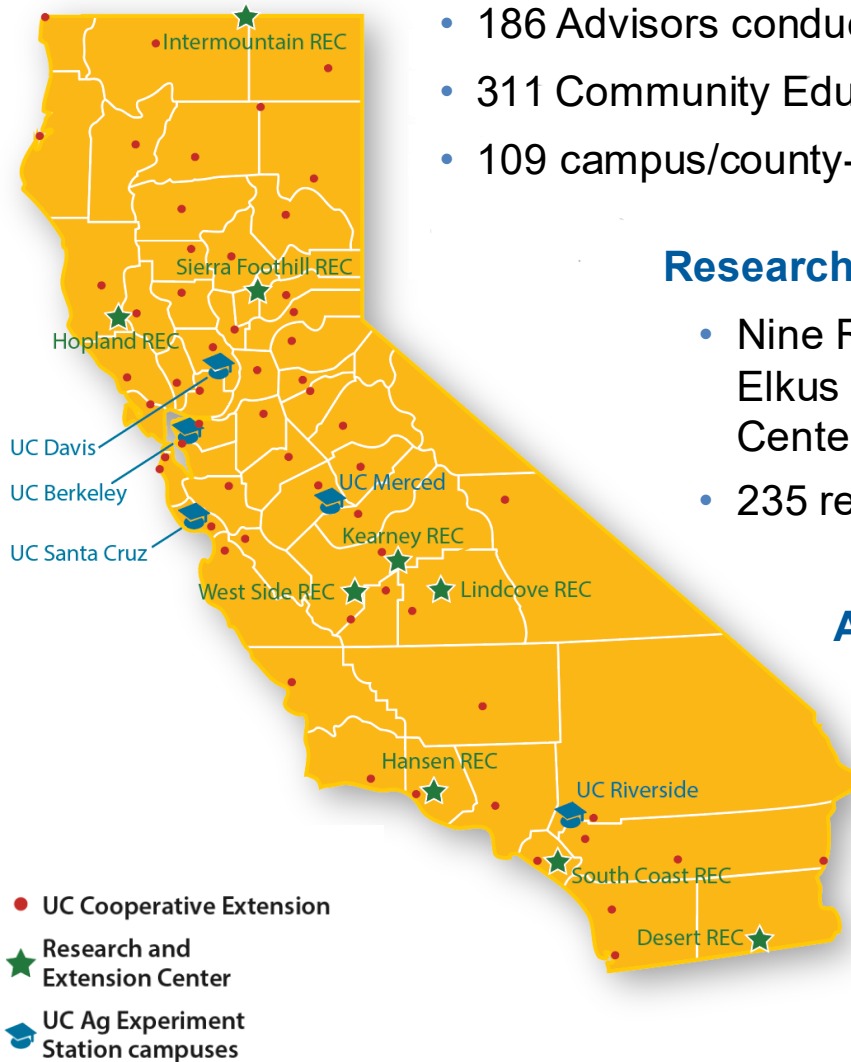 • 186 Advisors conduc
• 311 Community Edu
• 109 campus/county-
Research
• Nine R
Elkus
Cente
• 235 re
A
Intermountain REC
Sierra Foothill REC
Hopland REC
UC Davis
UC Berkeley
UC Merced
UC Santa Cruz
Kearney REC
West Side REC
Lindcove REC
Hansen REC
UC Riverside
South Coast REC
Desert REC
UC Cooperative Extension
Research and
Extension Center
UC Ag Experiment
Station campuses